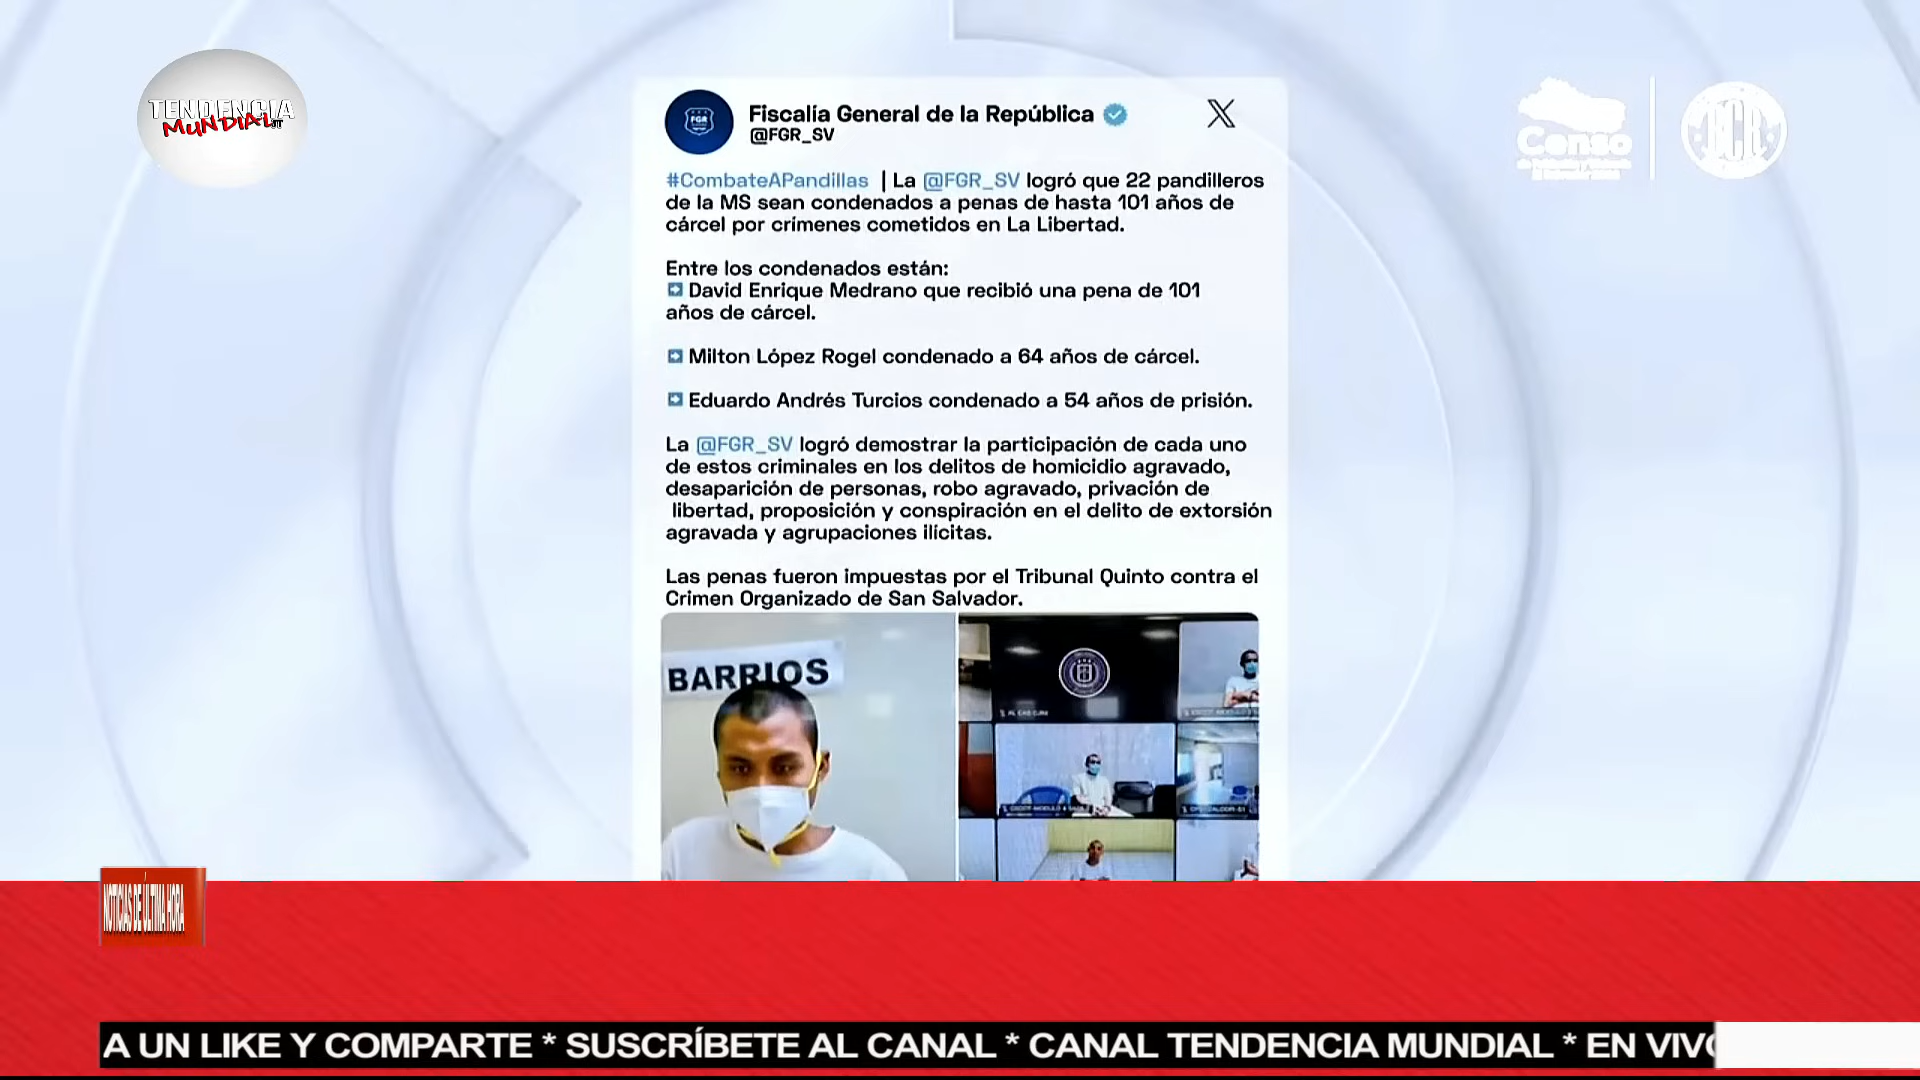 TENDENCIA
MUNDIAL JT
Censo
BCR
FGR
Fiscalía General de la República
@FGR_SV
#CombateAPandillas | La @FGR_SV logró que 22 pandilleros
de la MS sean condenados a penas de hasta 101 años de
cárcel por crímenes cometidos en La Libertad.
Entre los condenados están:
➡ David Enrique Medrano que recibió una pena de 101
años de cárcel.
➡ Milton López Rogel condenado a 64 años de cárcel.
➡ Eduardo Andrés Turcios condenado a 54 años de prisión.
La @FGR_SV logró demostrar la participación de cada uno
de estos criminales en los delitos de homicidio agravado,
desaparición de personas, robo agravado, privación de
libertad, proposición y conspiración en el delito de extorsión
agravada y agrupaciones ilícitas.
Las penas fueron impuestas por el Tribunal Quinto contra el
Crimen Organizado de San Salvador.
BARRIOS
NOTICIAS DE ÚLTIMA HORA
A UN LIKE Y COMPARTE * SUSCRÍBETE AL CANAL * CANAL TENDENCIA MUNDIAL * EN VIVO